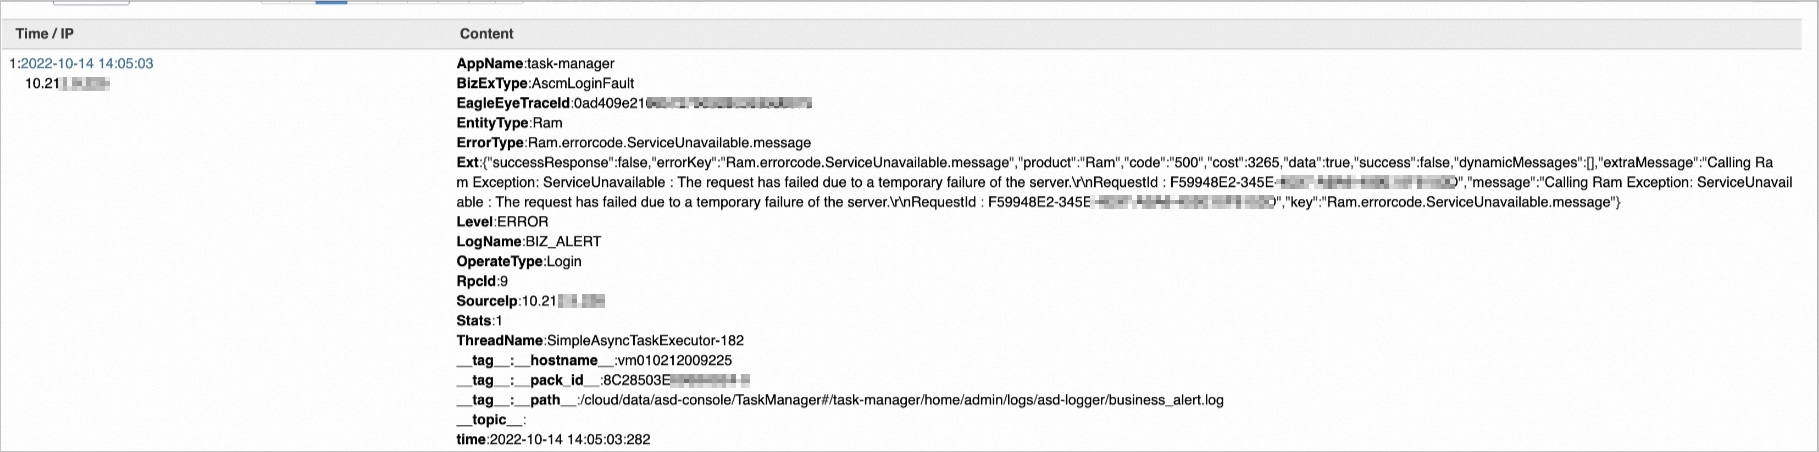 Time / IP
Content
1:2022-10-14 14:05:03
10.21
AppName:task-manager
BizExType:AscmLoginFault
EagleEyeTraceId:0ad409e21
EntityType:Ram
ErrorType:Ram.errorcode.ServiceUnavailable.message
Ext:{"successResponse":false,"errorKey":"Ram.errorcode.ServiceUnavailable.message","product":"Ram","code":"500","cost":3265,"data":true,"success":false,"dynamicMessages":[],"extraMessage":"Calling Ra
m Exception: ServiceUnavailable : The request has failed due to a temporary failure of the server.\r\nRequestId : F59948E2-345E-","message":"Calling Ram Exception: ServiceUnavail
able : The request has failed due to a temporary failure of the server.\r\nRequestId : F59948E2-345E","key":"Ram.errorcode.ServiceUnavailable.message"}
Level:ERROR
LogName:BIZ_ALERT
OperateType:Login
RpcId:9
SourceIp:10.21
Stats:1
ThreadName:SimpleAsyncTaskExecutor-182
__tag__:__hostname__:vm010212009225
__tag__:__pack_id__:8C28503E
__tag__:__path__:/cloud/data/asd-console/TaskManager#/task-manager/home/admin/logs/asd-logger/business_alert.log
__topic__:
time:2022-10-14 14:05:03:282